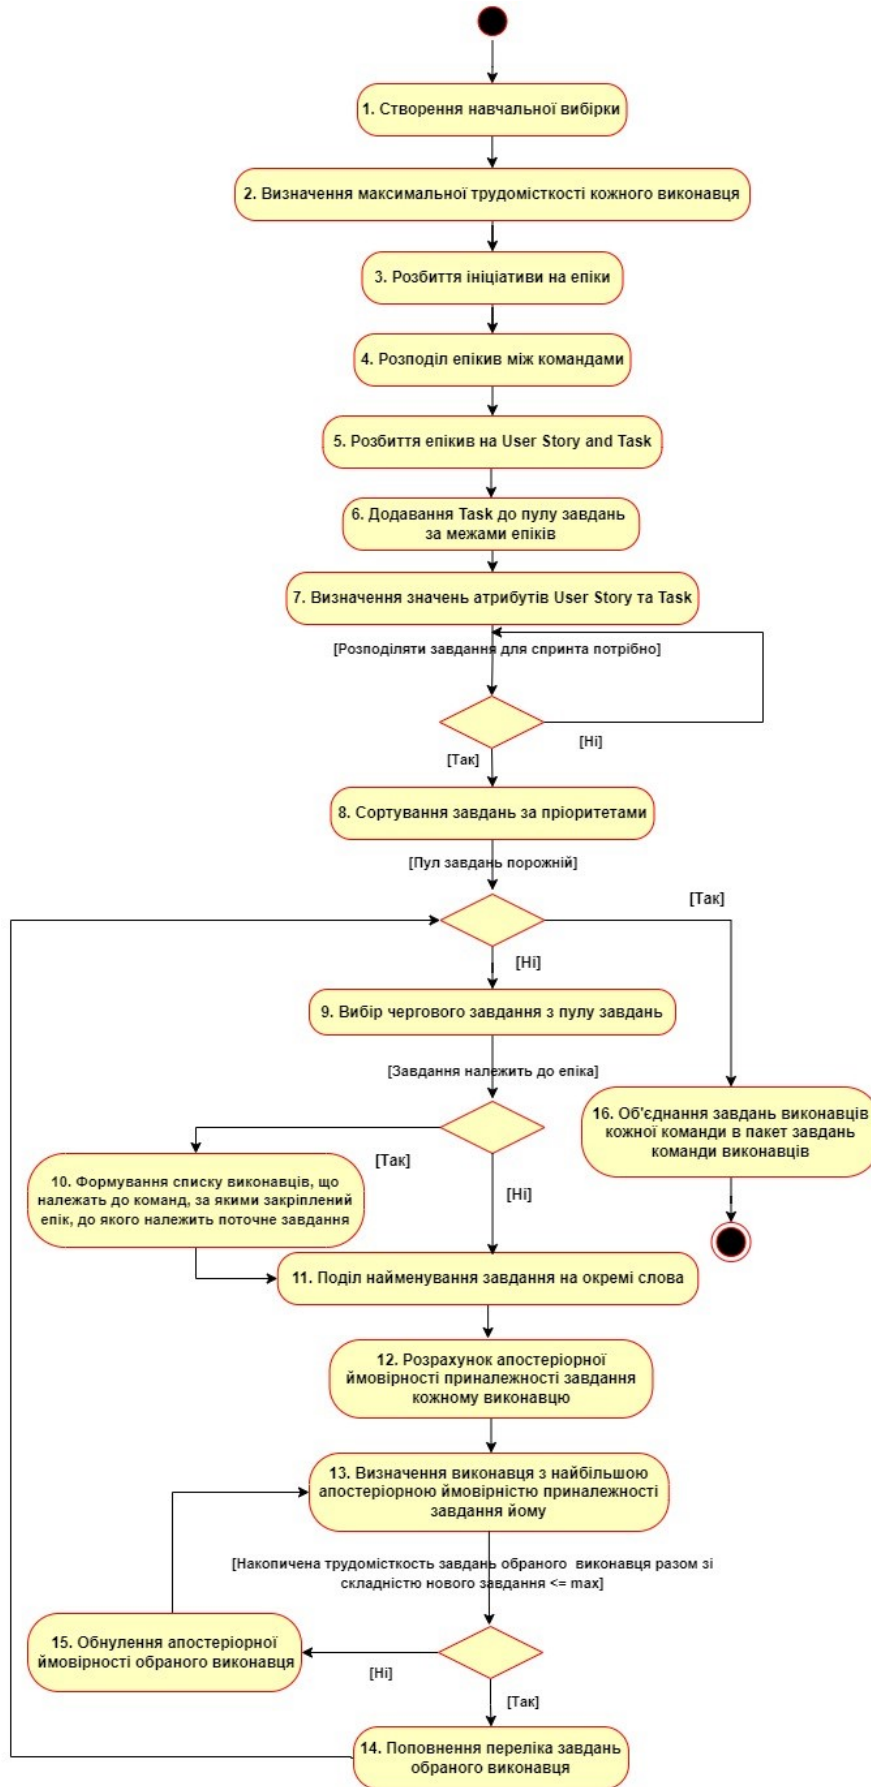 1. Створення навчальної вибірки
2. Визначення максимальної трудомісткості кожного виконавця
3. Розбиття ініціативи на епіки
4. Розподіл епікив між командами
5. Розбиття епікив на User Story and Task
6. Додавання Task до пулу завдань
за межами епіків
7. Визначення значень атрибутів User Story та Task
[Розподіляти завдання для спринта потрібно]
[Ні]
[Так]
8. Сортування завдань за пріоритетами
[Пул завдань порожній]
[Так]
[Ні]
9. Вибір чергового завдання з пулу завдань
[Завдання належить до епіка]
16. Об'єднання завдань виконавців
кожної команди в пакет завдань
команди виконавців
[Так]
10. Формування списку виконавців, що
належать до команд, за якими закріплений
епік, до якого належить поточне завдання
[Ні]
11. Поділ найменування завдання на окремі слова
12. Розрахунок апостеріорної
ймовірності приналежності завдання
кожному виконавцю
13. Визначення виконавця з найбільшою
апостеріорною ймовірністю приналежності
завдання йому
[Накопичена трудомісткость завдань обраного виконавця разом зі
складністю нового завдання <= max]
15. Обнулення апостеріорної
ймовірності обраного виконавця
[Ні]
[Так]
14. Поповнення переліка завдань
обраного виконавця